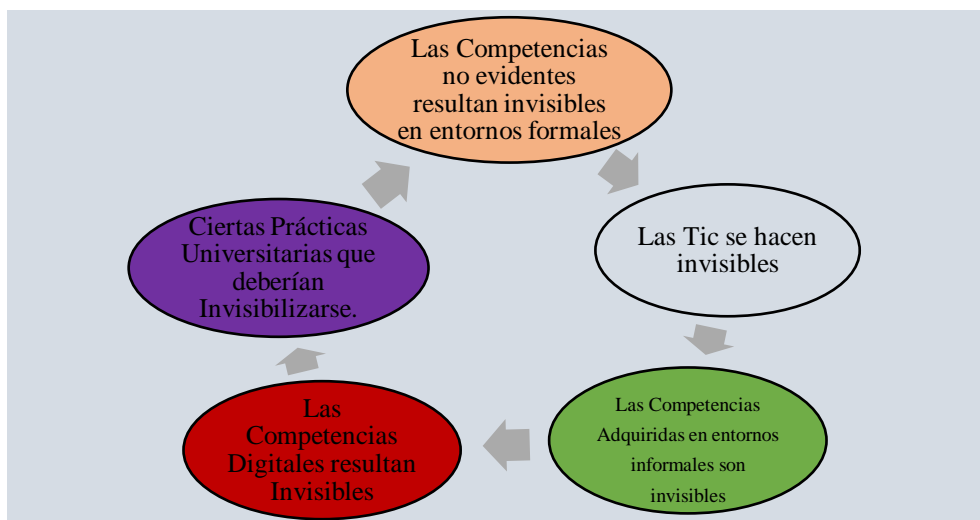 Las Competencias
no evidentes
resultan invisibles
en entornos formales
Las Tic se hacen
invisibles
Las Competencias
Adquiridas en entornos
informales son
invisibles
Las
Competencias
Digitales resultan
Invisibles
Ciertas Prácticas
Universitarias que
deberían
Invisibilizarse.